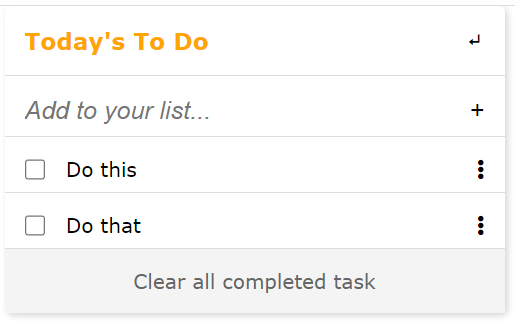 Today's To Do ↵
Add to your list... +
Do this
Do that
Clear all completed task